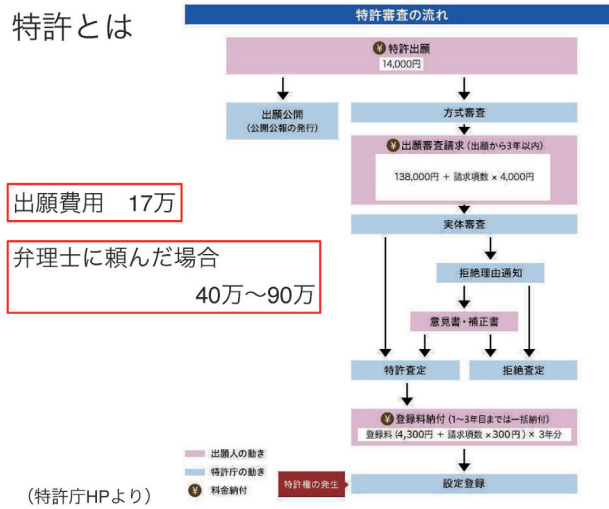 特許とは
特許審査の流れ
¥ 特許出願
14,000円
出願公開
(公開公報の発行)
方式審査
¥ 出願審査請求 (出願から3年以内)
138,000円 + 請求項数 × 4,000円
出願費用 17万
実体審査
弁理士に頼んだ場合
40万〜90万
拒絶理由通知
意見書・補正書
特許査定
拒絶査定
¥ 登録料納付 (1〜3年目までは一括納付)
登録料 (4,300円 + 請求項数 ×300円) × 3年分
出願人の動き
特許庁の動き
¥ 料金納付
特許権の発生
設定登録
(特許庁HPより)